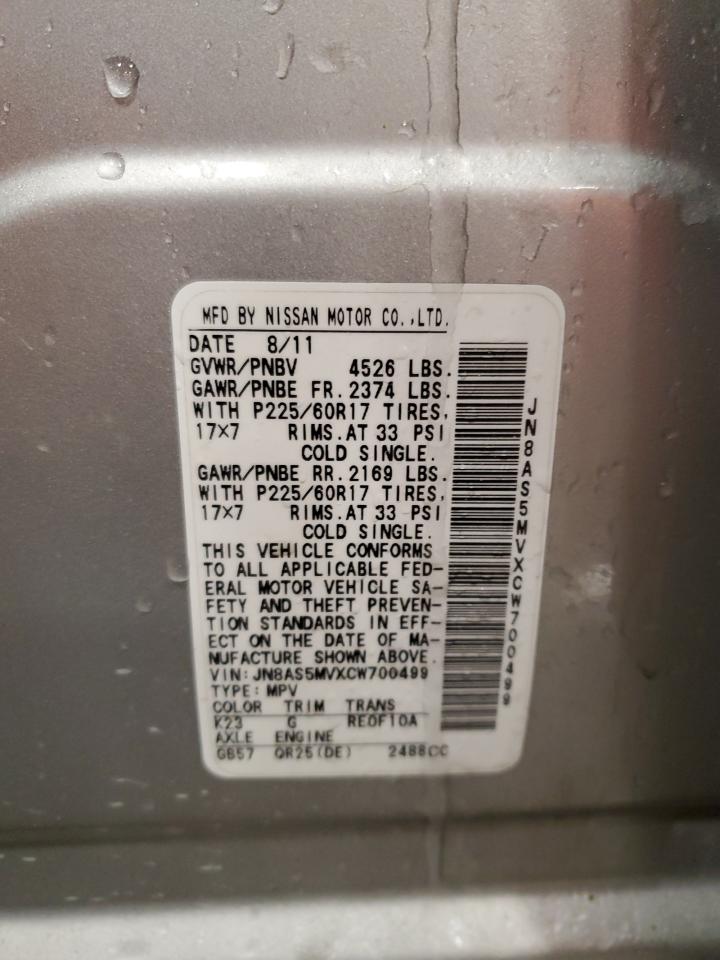 MFD BY NISSAN MOTOR CO.,LTD.
DATE 8/11
GVWR/PNBV 4526 LBS.
GAWR/PNBE FR. 2374 LBS.
WITH P225/60R17 TIRES,
17×7 RIMS. AT 33 PSI
COLD SINGLE.
GAWR/PNBE RR. 2169 LBS.
WITH P225/60R17 TIRES,
17×7 RIMS. AT 33 PSI
COLD SINGLE.
THIS VEHICLE CONFORMS
TO ALL APPLICABLE FED-
ERAL MOTOR VEHICLE SA-
FETY AND THEFT PREVEN-
TION STANDARDS IN EFF-
ECT ON THE DATE OF MA-
NUFACTURE SHOWN ABOVE.
VIN: JN8AS5MVXCW700499
TYPE: MPV
COLOR TRIM TRANS
K23 G RE0F10A
AXLE ENGINE
GB57 QR25(DE) 2488CC
JN8AS5MVXCW700499